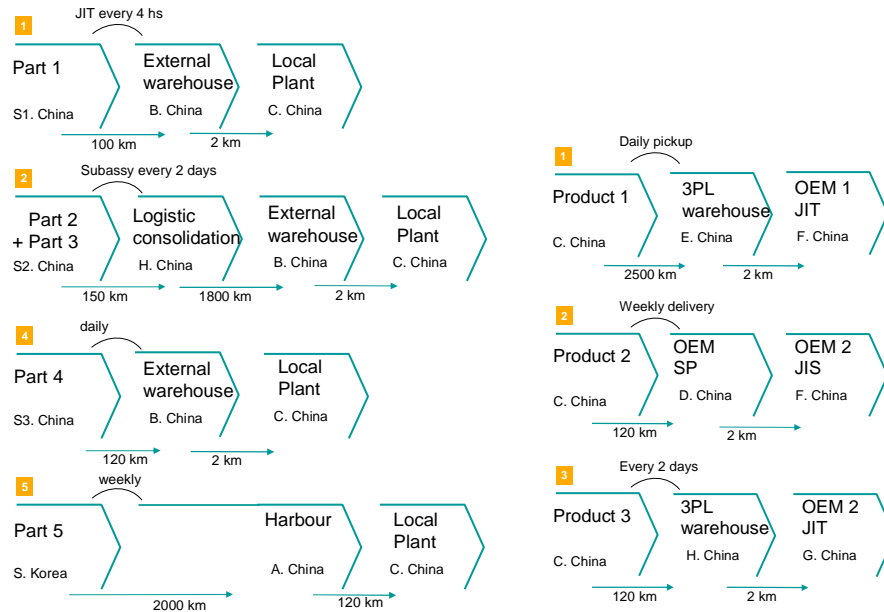 JIT every 4 hs
1
Part 1
External
warehouse
Local
Plant
S1. China
B. China
C. China
100 km
2 km
2
Subassy every 2 days
Part 2
+ Part 3
Logistic
consolidation
External
warehouse
Local
Plant
S2. China
H. China
B. China
C. China
150 km
1800 km
2 km
4
daily
Part 4
External
warehouse
Local
Plant
S3. China
B. China
C. China
120 km
2 km
5
weekly
Part 5
Harbour
Local
Plant
S. Korea
A. China
C. China
2000 km
120 km
1
Daily pickup
Product 1
3PL
warehouse
OEM 1
JIT
C. China
E. China
F. China
2500 km
2 km
2
Weekly delivery
Product 2
OEM
SP
OEM 2
JIS
C. China
D. China
F. China
120 km
2 km
3
Every 2 days
Product 3
3PL
warehouse
OEM 2
JIT
C. China
H. China
G. China
120 km
2 km